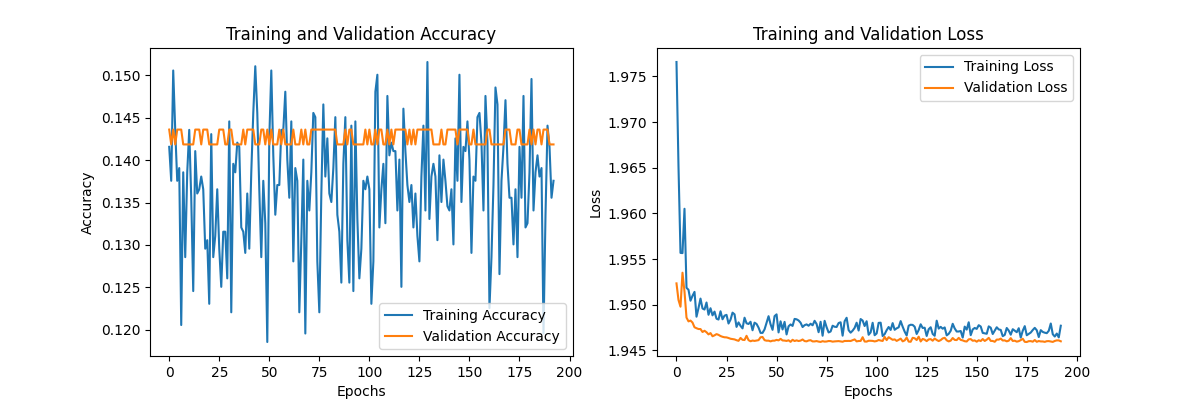 Training and Validation Accuracy
0.150
0.145
0.140
0.135
0.130
0.125
0.120
Accuracy
Training Accuracy
Validation Accuracy
0 25 50 75 100 125 150 175 200
Epochs
Training and Validation Loss
1.975
1.970
1.965
1.960
1.955
1.950
1.945
Loss
Training Loss
Validation Loss
0 25 50 75 100 125 150 175 200
Epochs